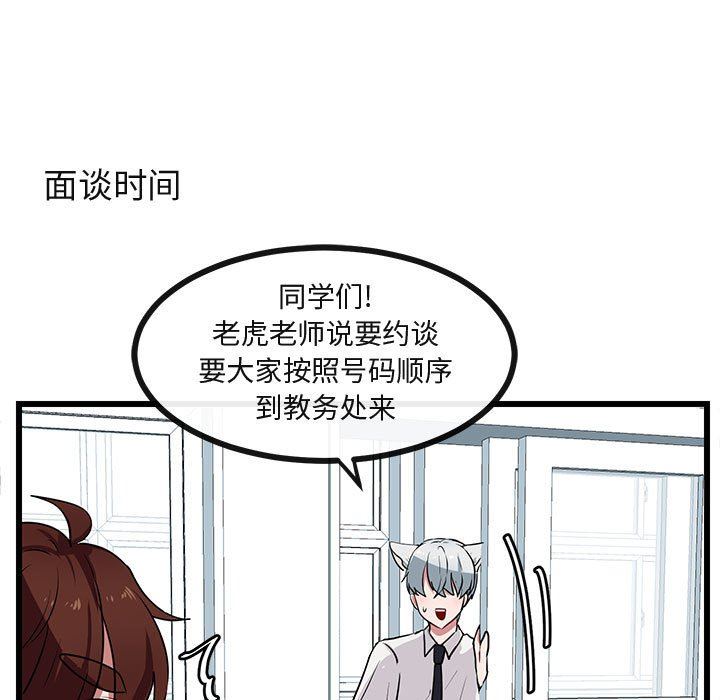 面谈时间
同学们!
老虎老师说要约谈
要大家按照号码顺序
到教务处来